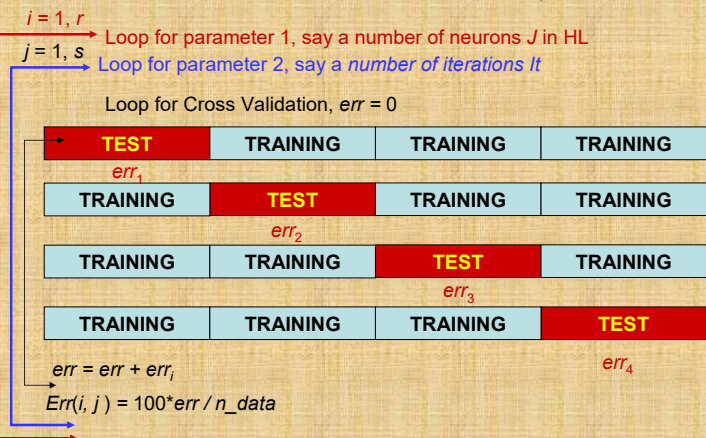 i = 1, r
Loop for parameter 1, say a number of neurons J in HL
j = 1, s
Loop for parameter 2, say a number of iterations It
Loop for Cross Validation, err = 0
TEST TRAINING TRAINING TRAINING
err₁
TRAINING TEST TRAINING TRAINING
err₂
TRAINING TRAINING TEST TRAINING
err₃
TRAINING TRAINING TRAINING TEST
err₄
err = err + errᵢ
Err(i, j ) = 100*err / n_data